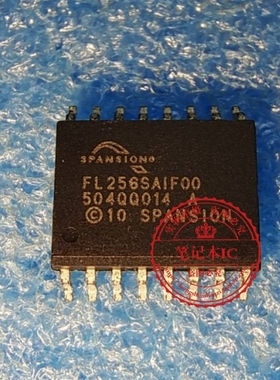 SPANSION
FL256SAIF00
504QQ014 A
©10 SPANSION
笔记本IC